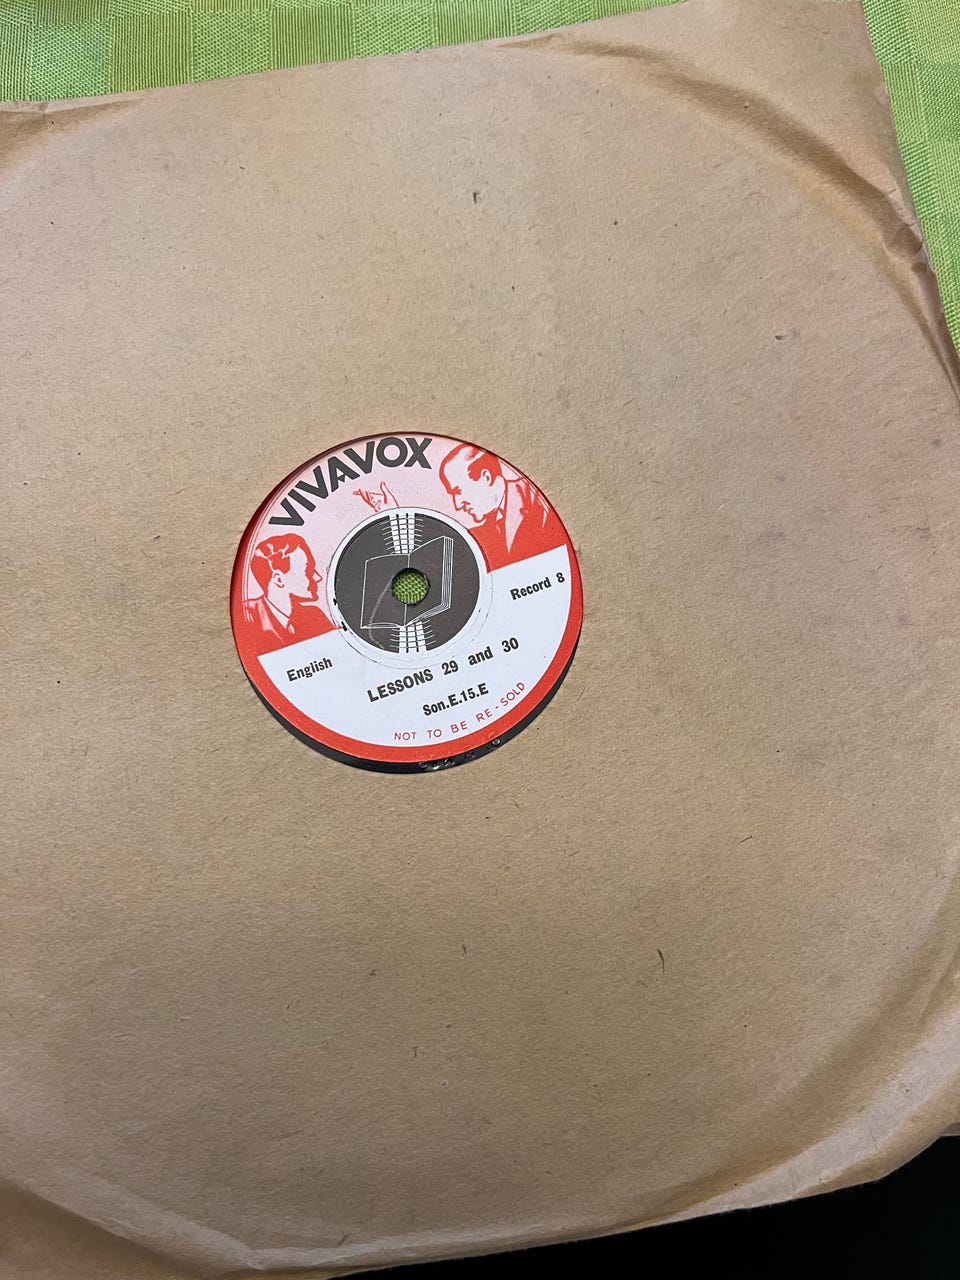 VIVAVOX
Record 8
English
LESSONS 29 and 30
Son.E.15.E
NOT TO BE RE-SOLD